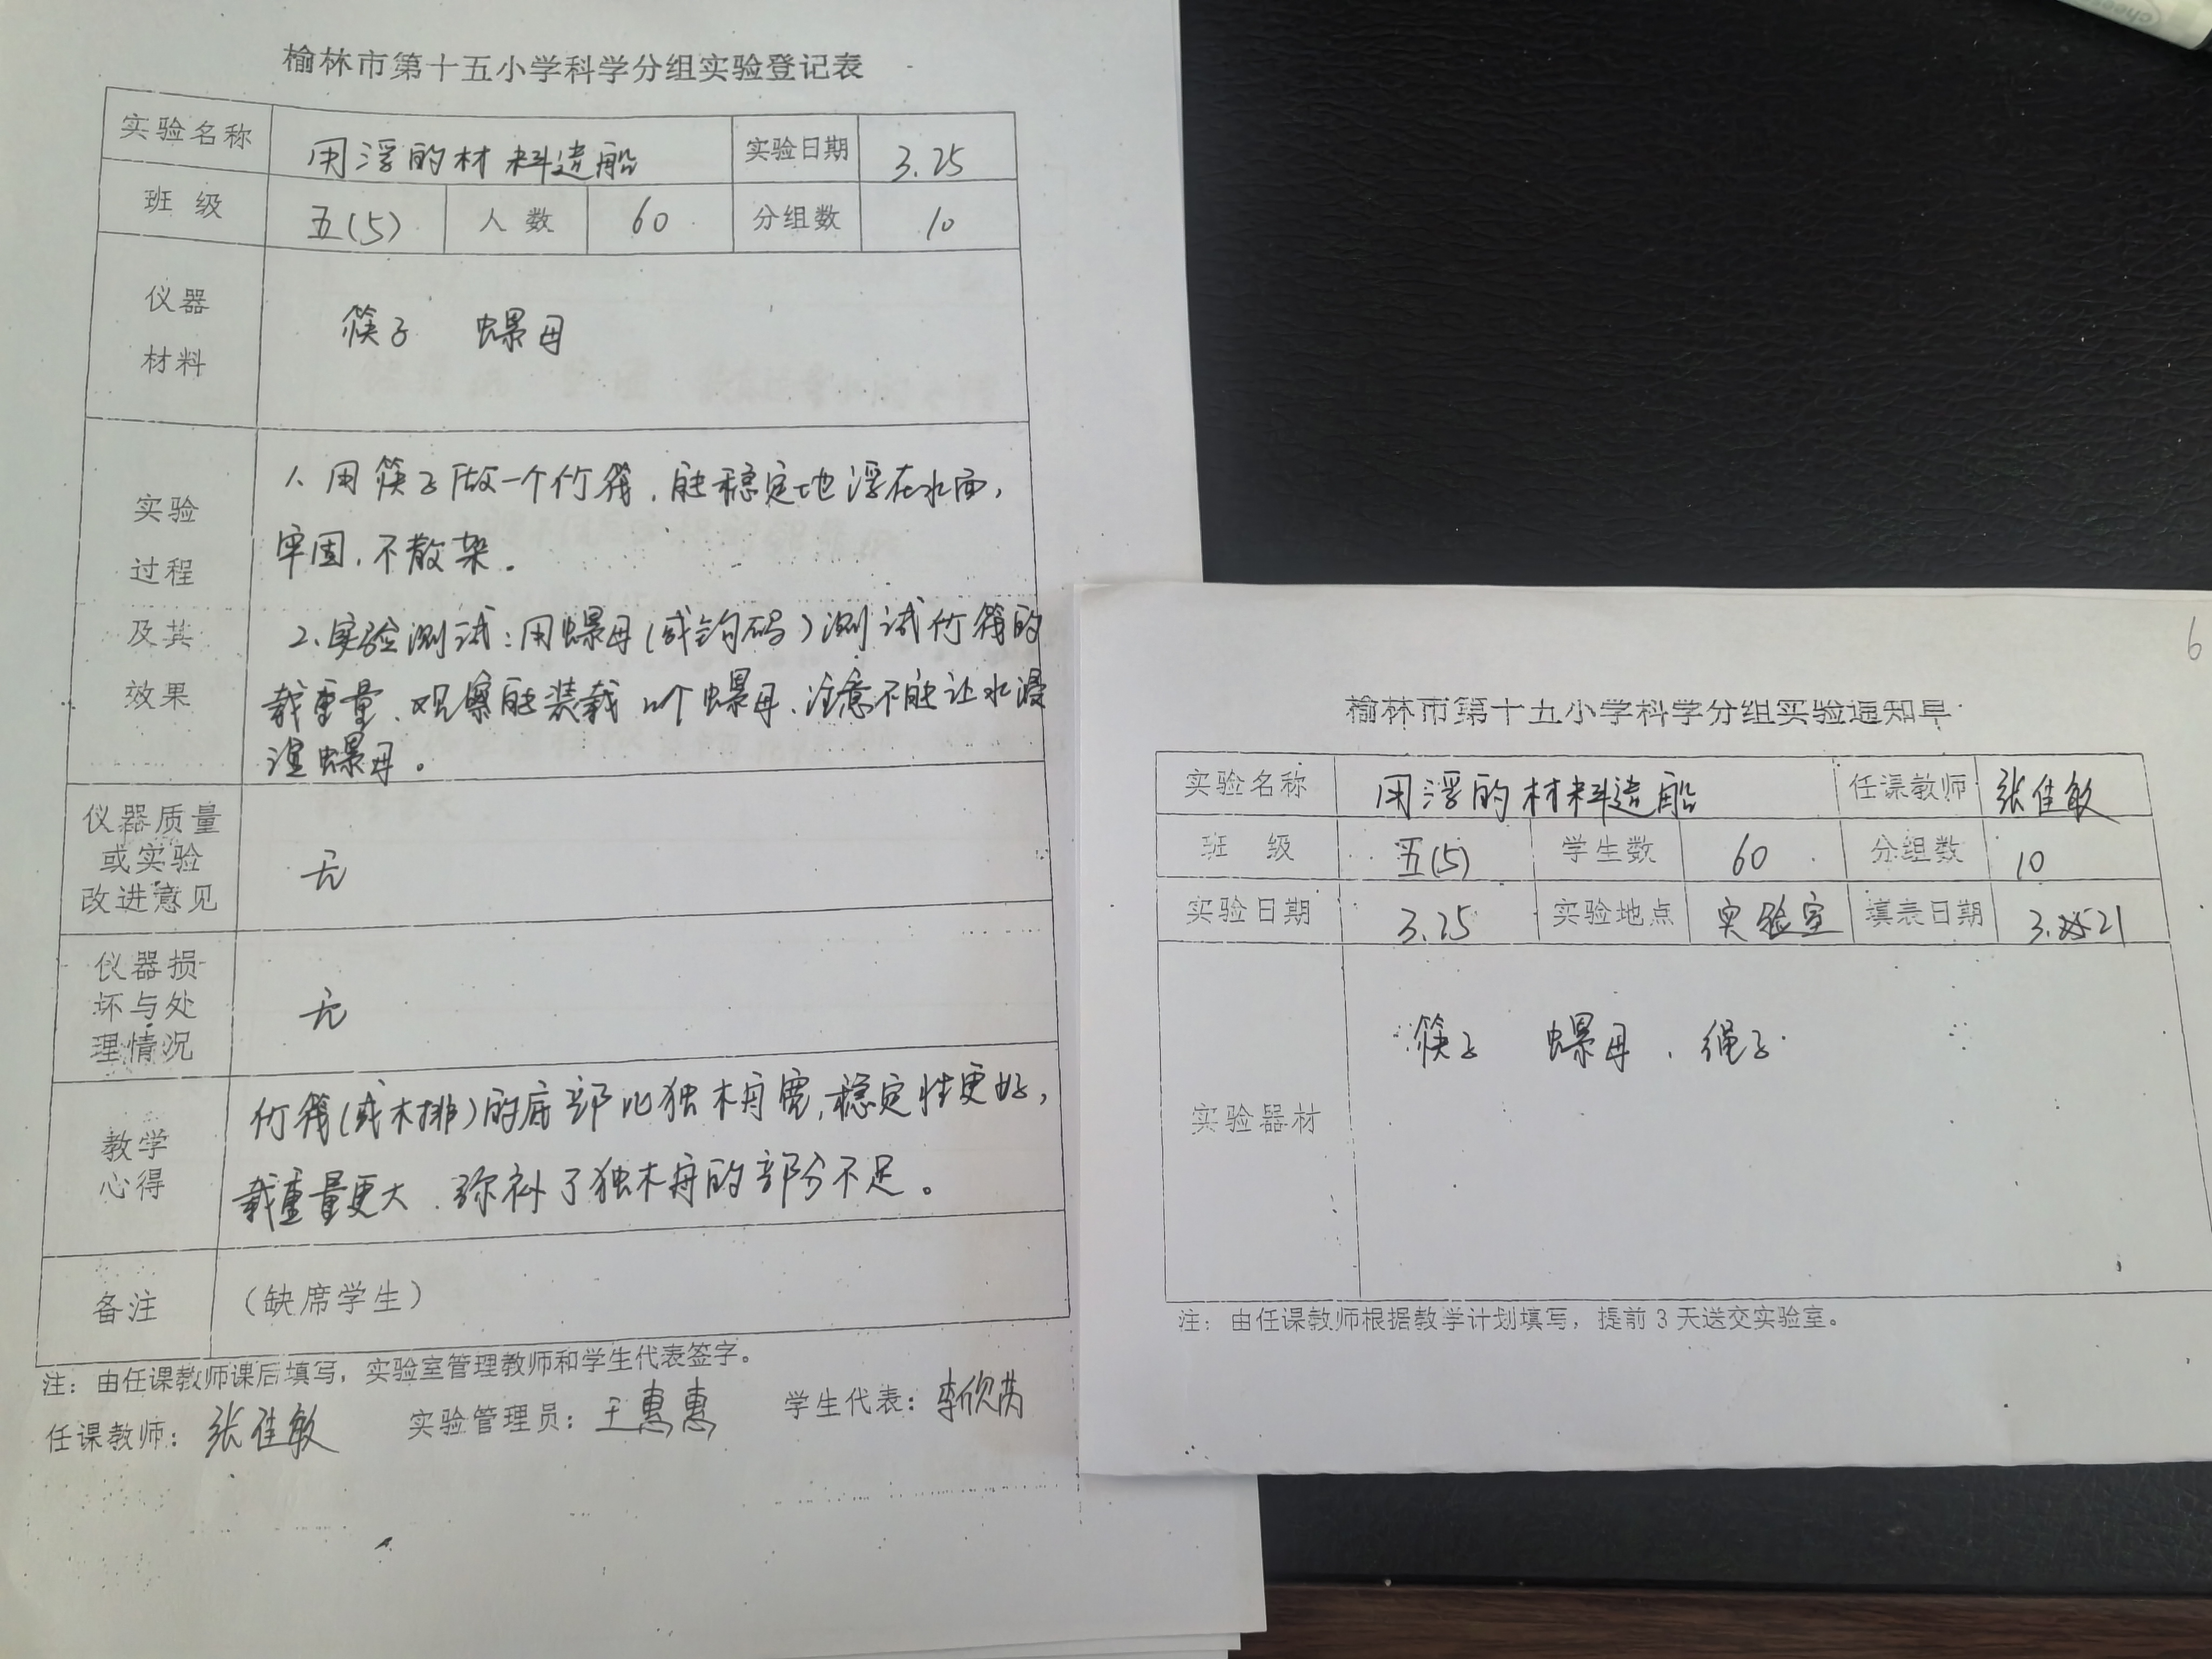 榆林市第十五小学科学分组实验登记表
实验名称 用浮的材料造船 实验日期 3.25
班 级 五(5) 人 数 60 分组数 10
仪器
材料
筷子 螺母
实验
过程
及其
效果
1、用筷子做一个竹筏,能稳定地浮在水面,
牢固,不散架。
2、实验测试:用螺母(或钩码)测试竹筏的
载重量、观察能装载几个螺母、注意不能让水浸
湿螺母。
仪器质量
或实验
改进意见
无
仪器损
坏与处
理情况
无
教学
心得
竹筏(或木排)的底部比独木舟宽,稳定性更好,
载重量更大、弥补了独木舟的部分不足。
备注 (缺席学生)
注:由任课教师课后填写,实验室管理教师和学生代表签字。
任课教师:张佳敏 实验管理员:王惠惠 学生代表:李欣
6
榆林市第十五小学科学分组实验通知单
实验名称 用浮的材料造船 任课教师 张佳敏
班 级 五(5) 学生数 60 分组数 10
实验日期 3.25 实验地点 实验室 填表日期 3.21
实验器材
筷子 螺母、绳子
注:由任课教师根据教学计划填写,提前3天送交实验室。